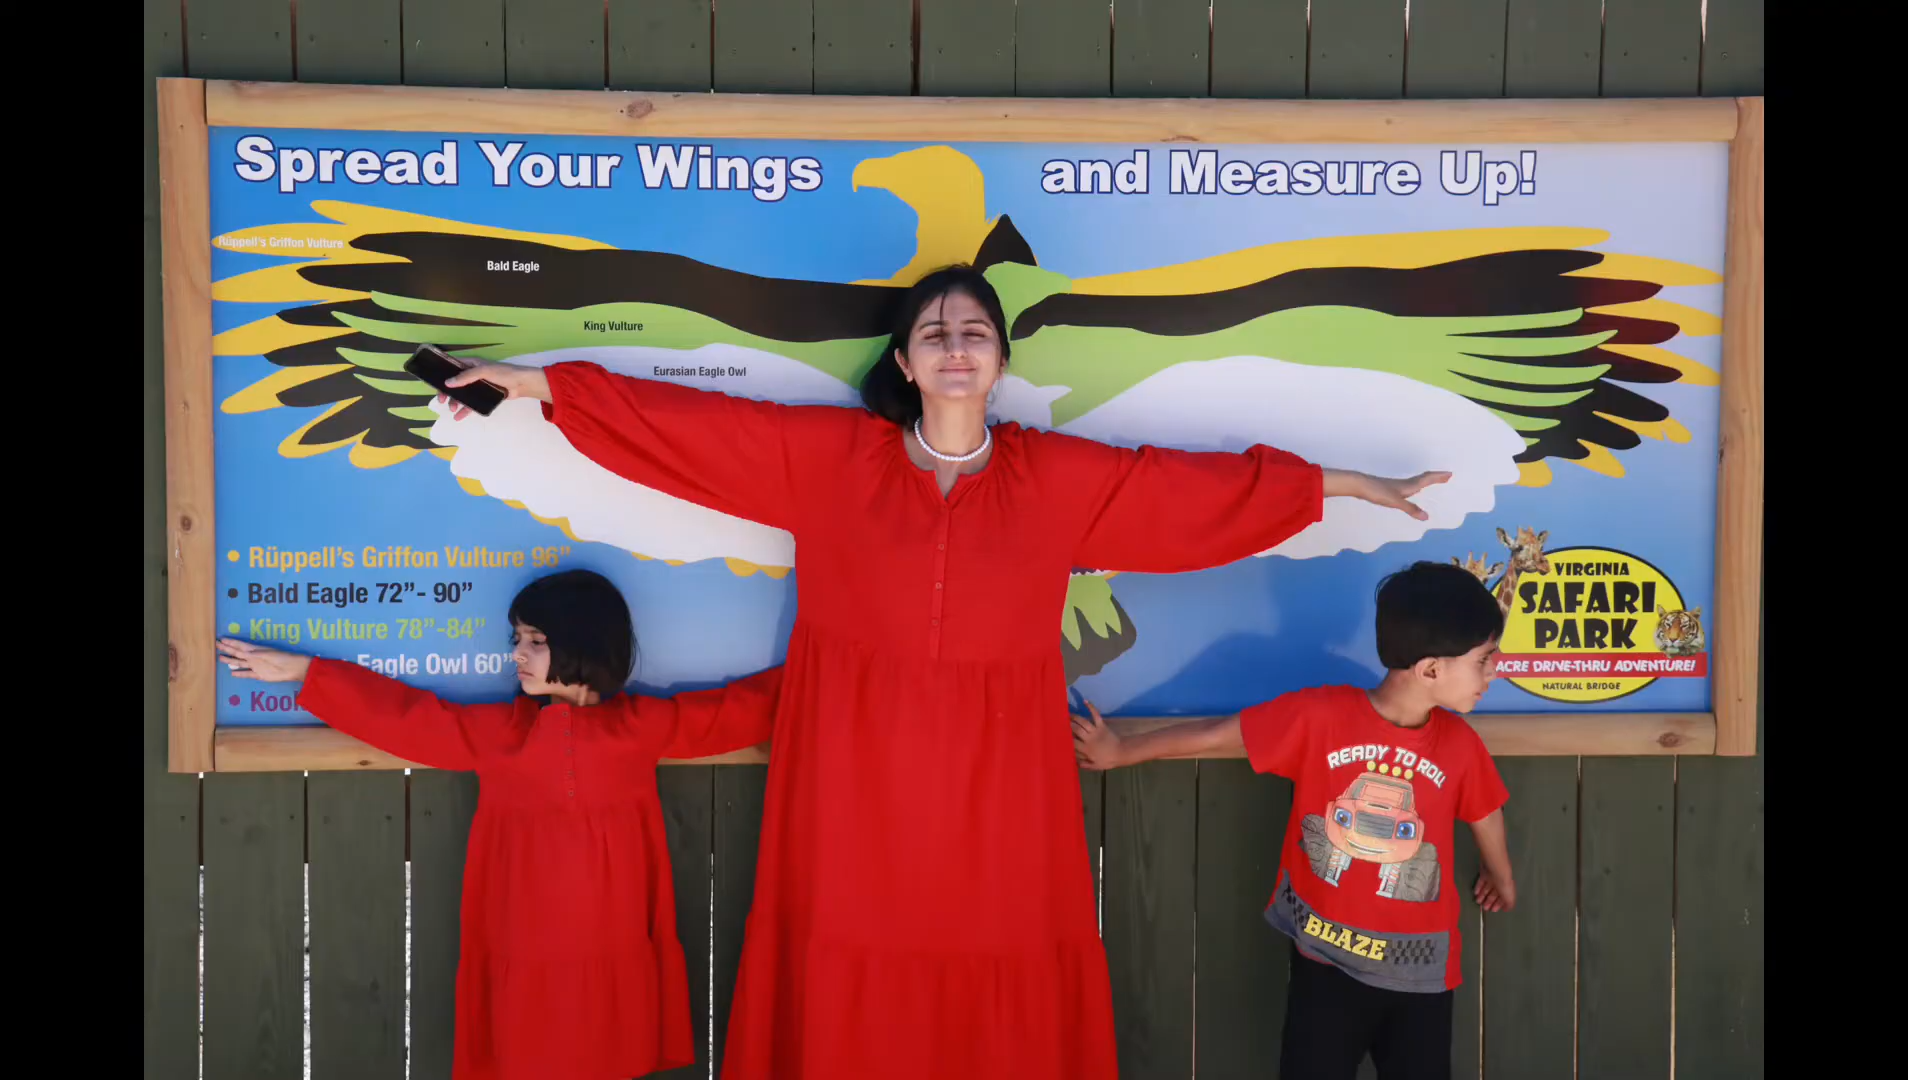 Spread Your Wings and Measure Up!
Rüppell's Griffon Vulture
Bald Eagle
King Vulture
Eurasian Eagle Owl
• Rüppell's Griffon Vulture 96"
• Bald Eagle 72"- 90"
• King Vulture 78"-84"
Eagle Owl 60"
VIRGINIA
SAFARI
PARK
ACRE DRIVE-THRU ADVENTURE!
NATURAL BRIDGE
READY TO ROLL
BLAZE